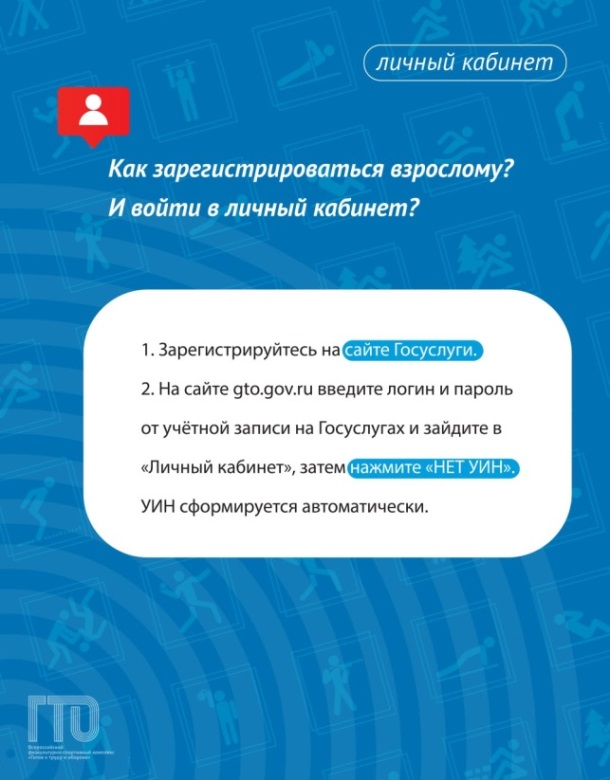 личный кабинет
Как зарегистрироваться взрослому?
И войти в личный кабинет?
1. Зарегистрируйтесь на сайте Госуслуги.
2. На сайте gto.gov.ru введите логин и пароль
от учётной записи на Госуслугах и зайдите в
«Личный кабинет», затем нажмите «НЕТ УИН».
УИН сформируется автоматически.
ГТО
Всероссийский
физкультурно-спортивный комплекс
«Готов к труду и обороне»